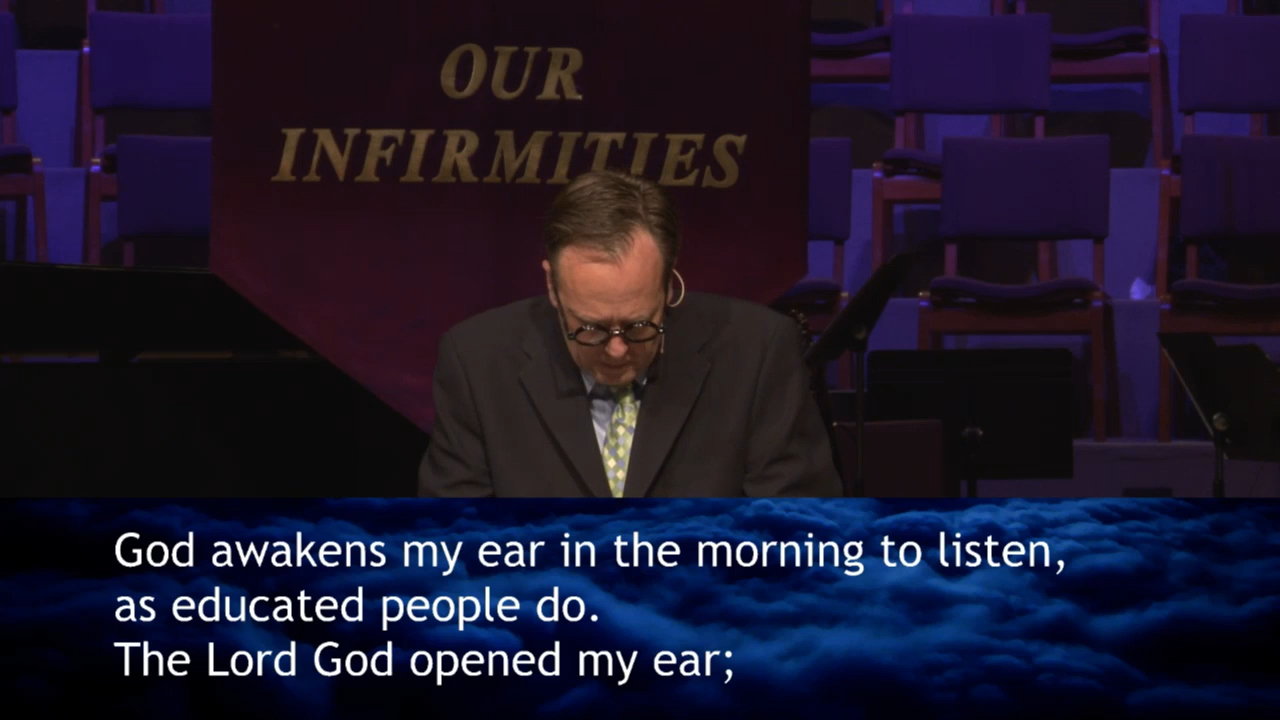 OUR
INFIRMITIES
God awakens my ear in the morning to listen,
as educated people do.
The Lord God opened my ear;